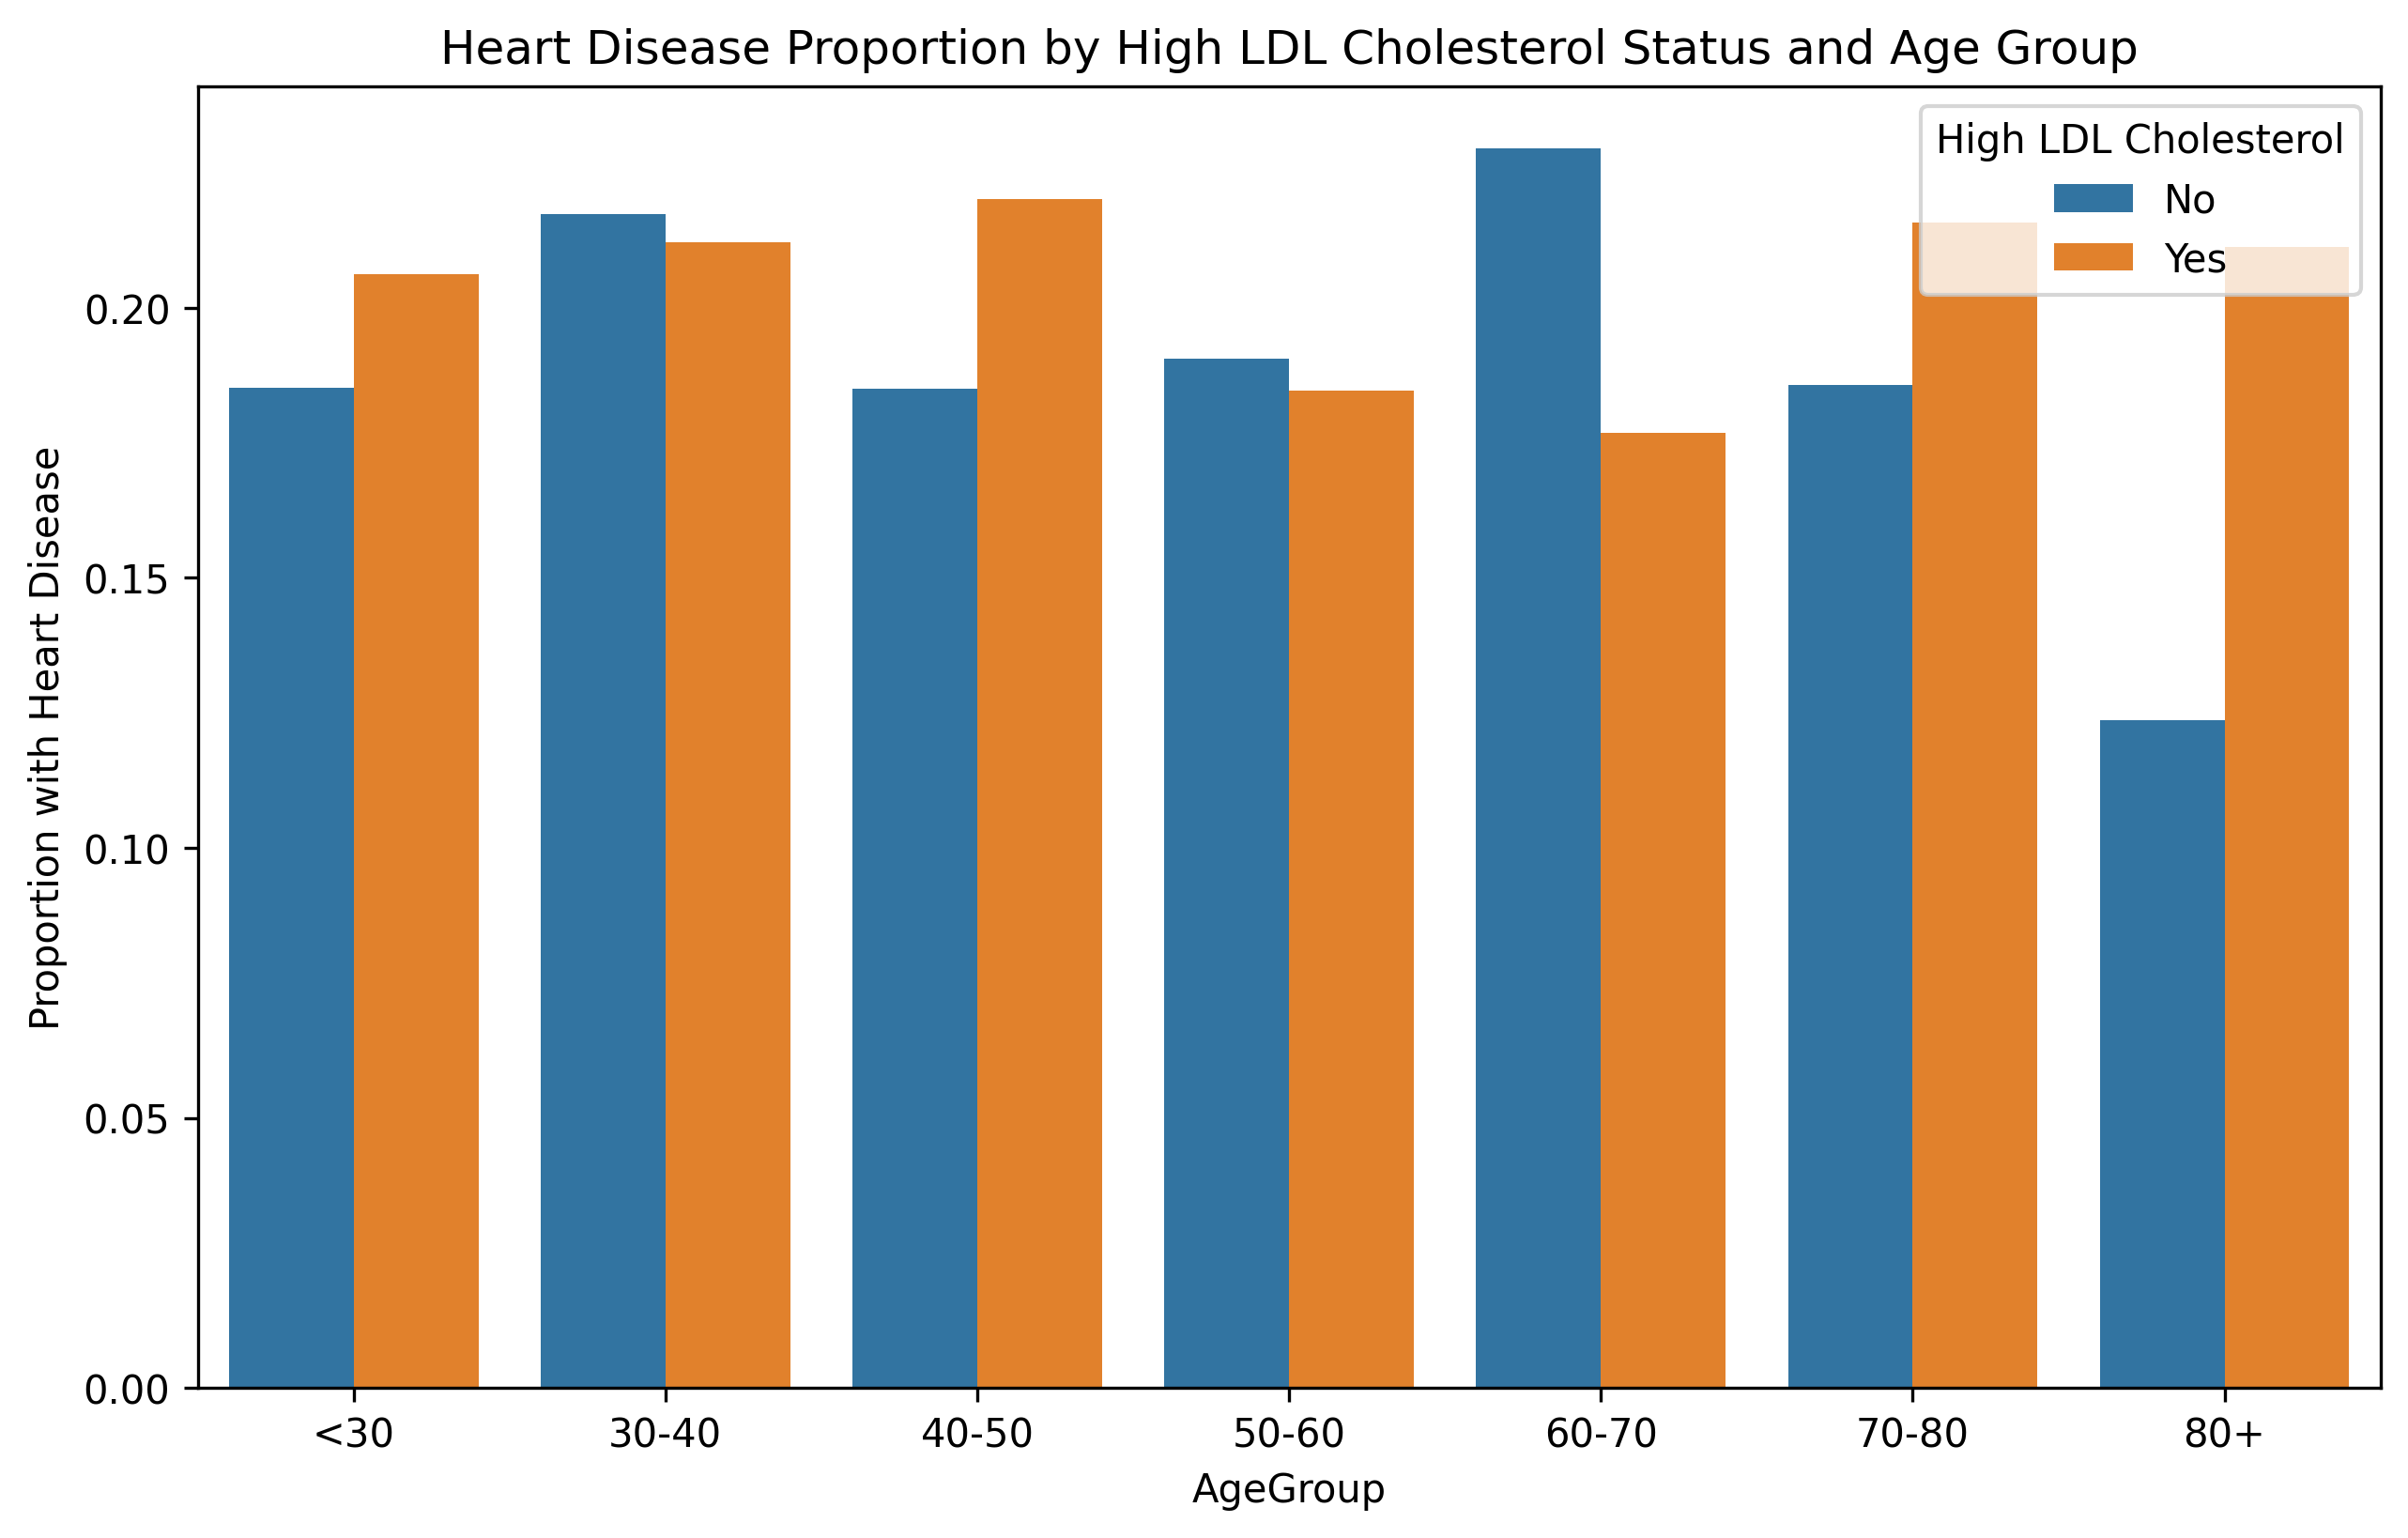 Heart Disease Proportion by High LDL Cholesterol Status and Age Group
High LDL Cholesterol
No
Yes
Proportion with Heart Disease
0.20
0.15
0.10
0.05
0.00
<30 30-40 40-50 50-60 60-70 70-80 80+
AgeGroup